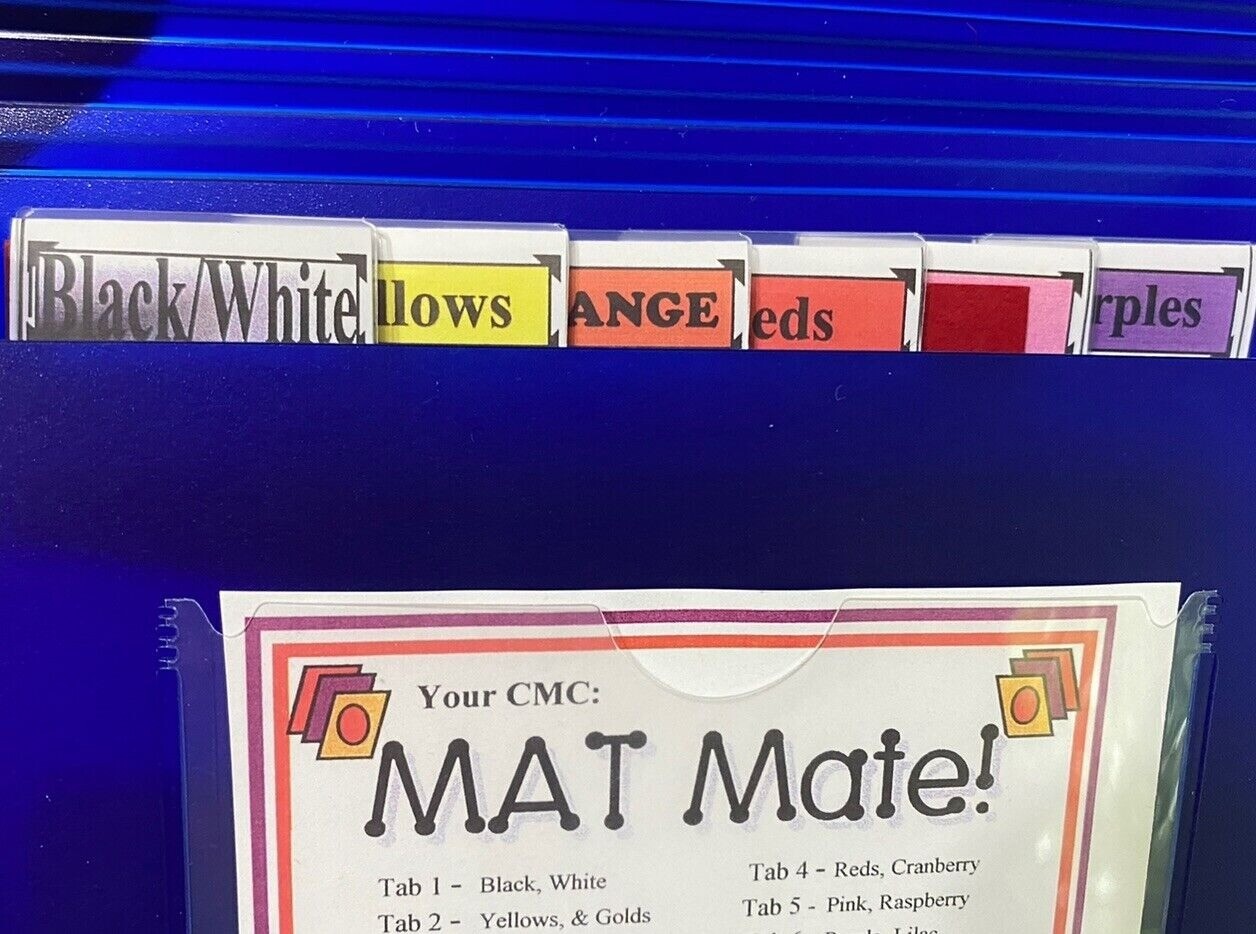 Black/White
llows
ANGE
eds
rples
Your CMC:
MAT Mate!
Tab 1 - Black, White
Tab 2 - Yellows, & Golds
Tab 4 - Reds, Cranberry
Tab 5 - Pink, Raspberry